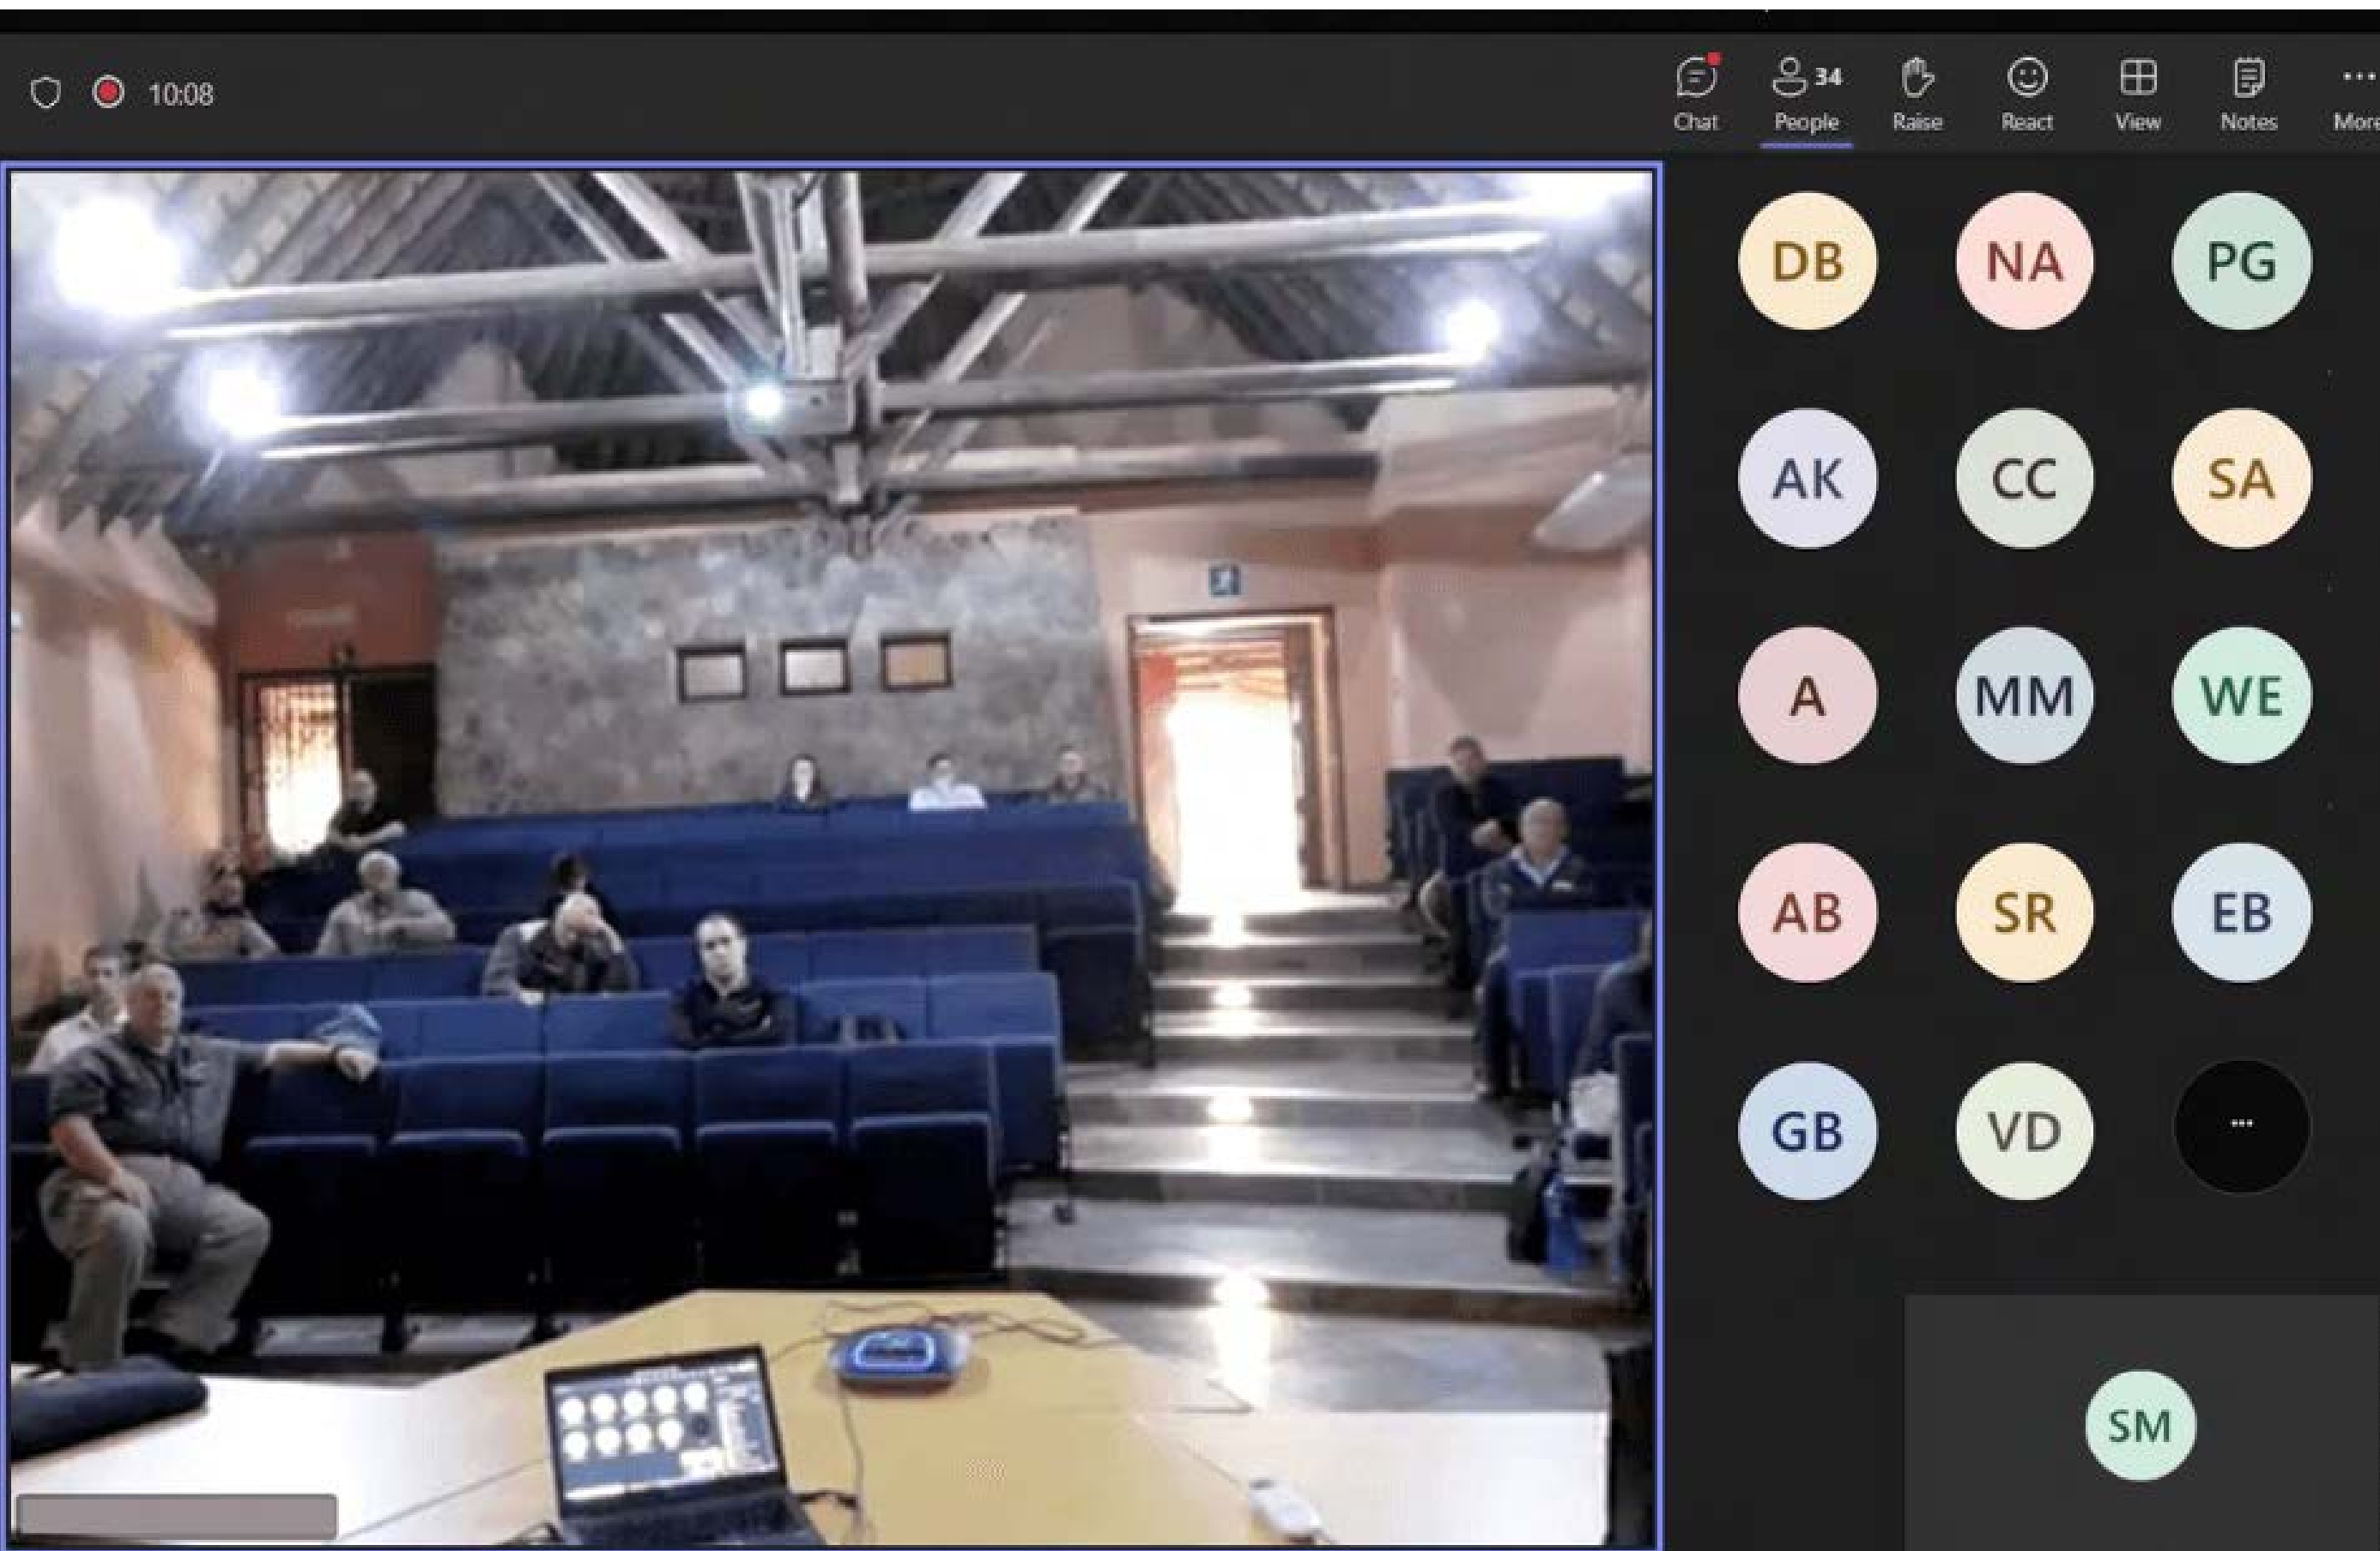 10:08
34
Chat People Raise React View Notes More
DB NA PG
AK CC SA
A MM WE
AB SR EB
GB VD ...
SM